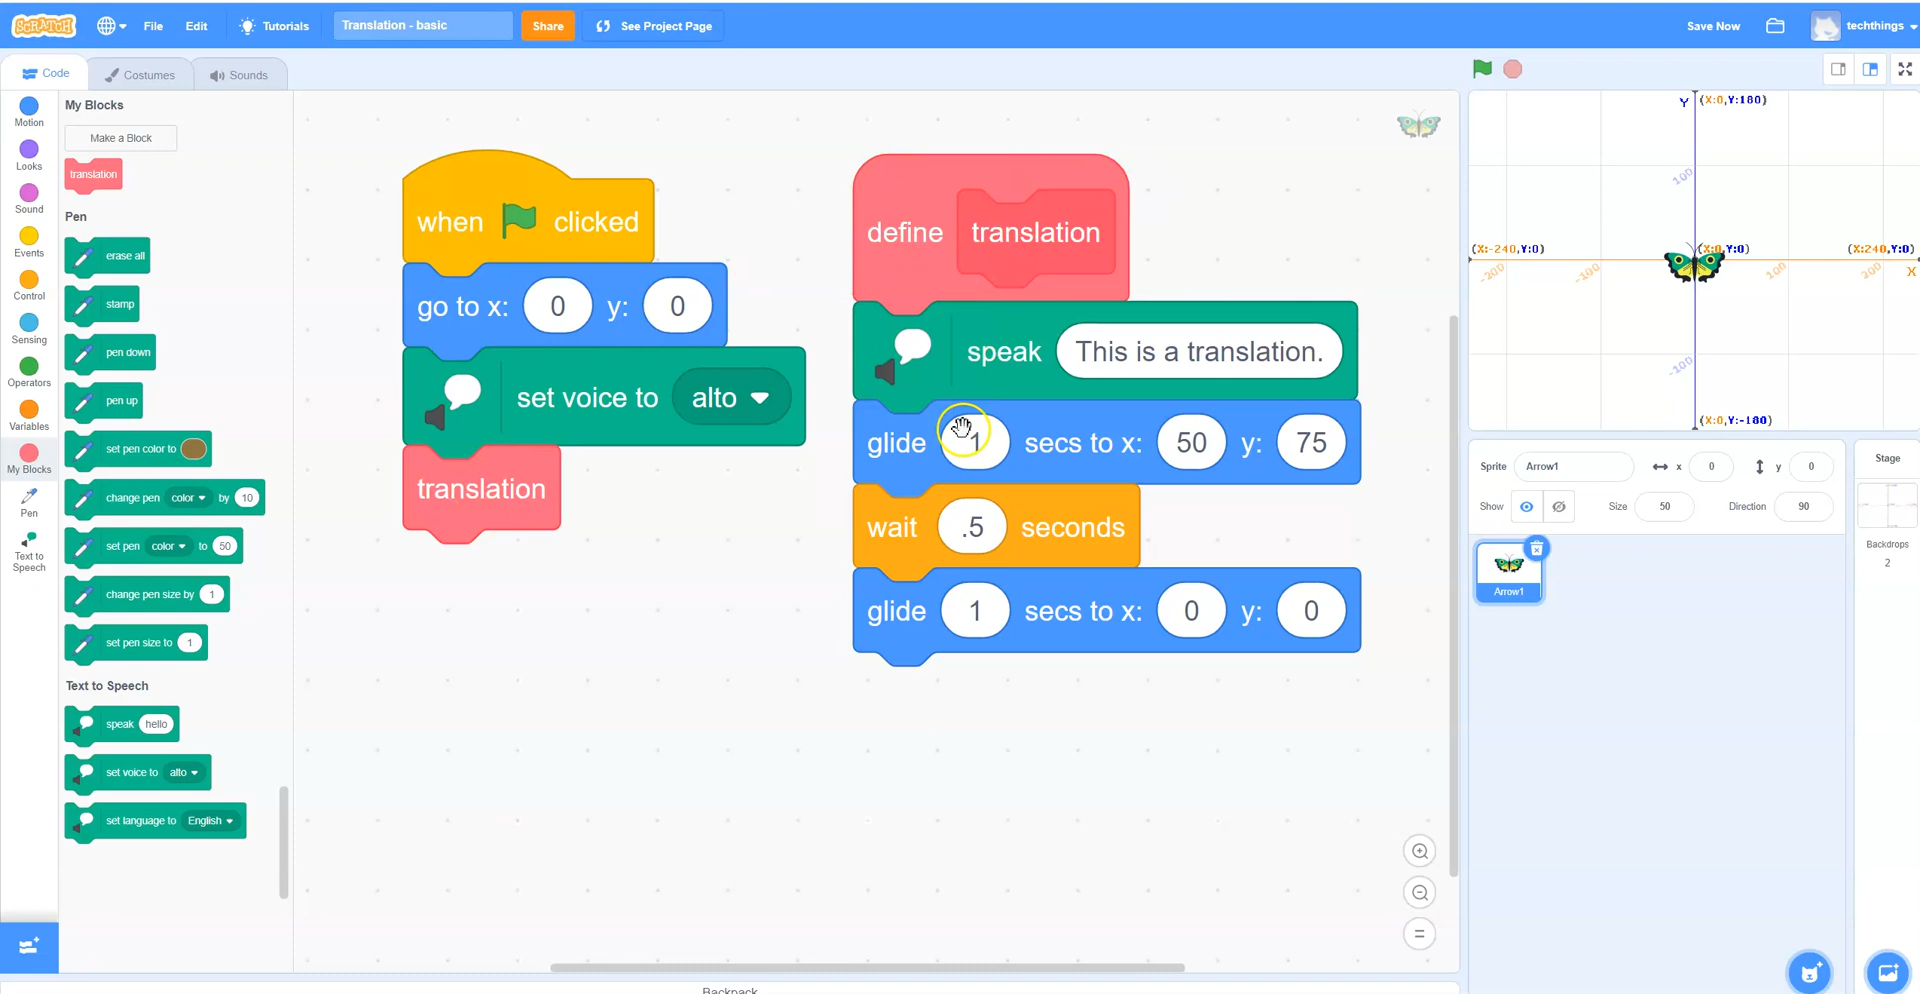 SCRATCH File Edit Tutorials Translation - basic Share See Project Page Save Now techthings
Code Costumes Sounds
Motion
Looks
Sound
Events
Control
Sensing
Operators
Variables
My Blocks
Pen
Text to
Speech
My Blocks
Make a Block
translation
Pen
erase all
stamp
pen down
pen up
set pen color to
change pen color by 10
set pen color to 50
change pen size by 1
set pen size to 1
Text to Speech
speak hello
set voice to alto
set language to English
when clicked
go to x: 0 y: 0
set voice to alto
translation
define translation
speak This is a translation.
glide 1 secs to x: 50 y: 75
wait .5 seconds
glide 1 secs to x: 0 y: 0
Backpack
Y (X:0,Y:180)
100
(X:-240,Y:0) (X:0,Y:0) (X:240,Y:0)
-200 -100 100 200 X
-100
(X:0,Y:-180)
Sprite Arrow1 x 0 y 0
Show Size 50 Direction 90
Arrow1
Stage
Backdrops
2